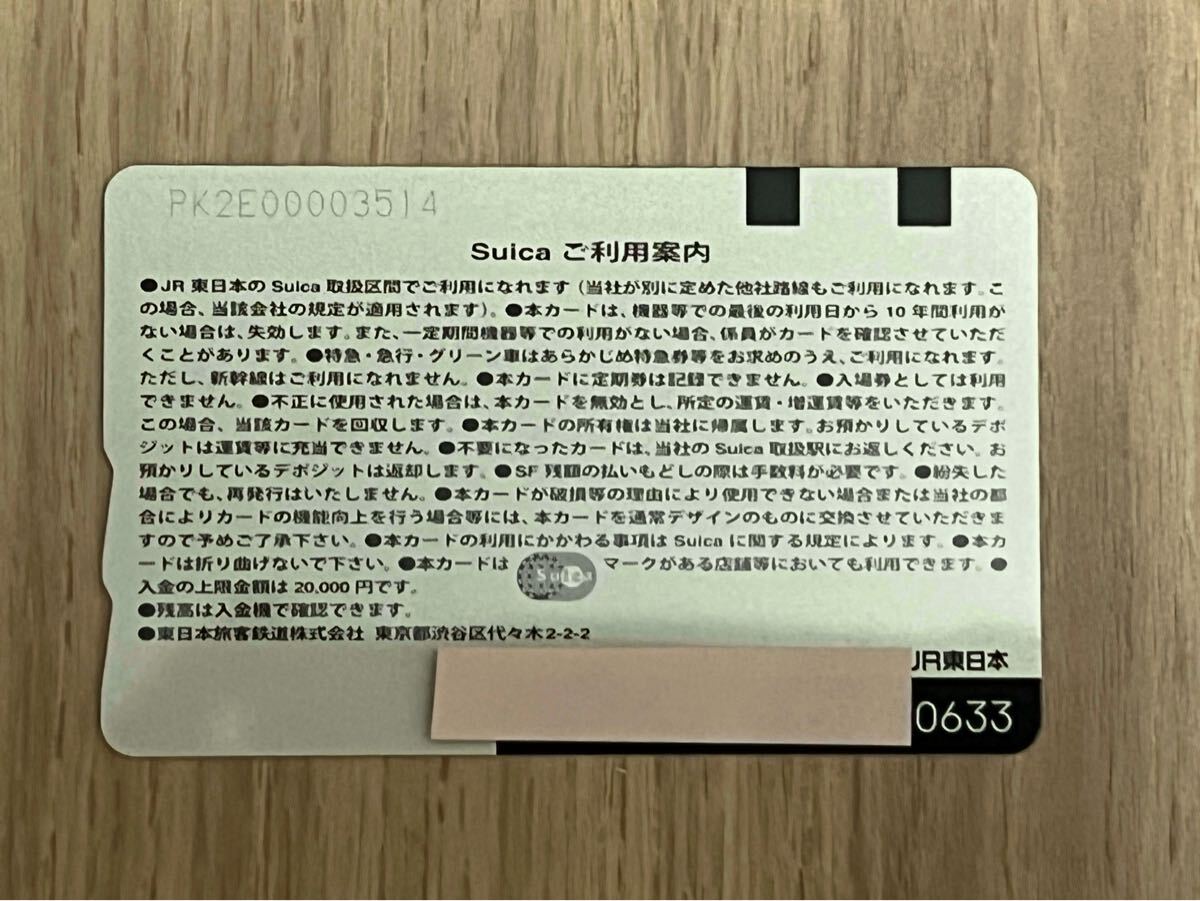 PK2E00003514
Suica ご利用案内
●JR 東日本の Suica 取扱区間でご利用になれます（当社が別に定めた他社路線もご利用になれます。こ
の場合、当該会社の規定が適用されます）。●本カードは、機器等での最後の利用日から 10 年間利用が
ない場合は、失効します。また、一定期間機器等での利用がない場合、係員がカードを確認させていただ
くことがあります。●特急・急行・グリーン車はあらかじめ特急券等をお求めのうえ、ご利用になれます。
ただし、新幹線はご利用になれません。●本カードに定期券は記録できません。●入場券としては利用
できません。●不正に使用された場合は、本カードを無効とし、所定の運賃・増運賃等をいただきます。
この場合、当該カードを回収します。●本カードの所有権は当社に帰属します。お預かりしているデポ
ジットは運賃等に充当できません。●不要になったカードは、当社の Suica 取扱駅にお返しください。お
預かりしているデポジットは返却します。●SF 残額の払いもどしの際は手数料が必要です。●紛失した
場合でも、再発行はいたしません。●本カードが破損等の理由により使用できない場合または当社の都
合によりカードの機能向上を行う場合等には、本カードを通常デザインのものに交換させていただきま
すので予めご了承下さい。●本カードの利用にかかわる事項は Suica に関する規定によります。●本カ
ードは折り曲げないで下さい。●本カードは Suica マークがある店舗等においても利用できます。●
入金の上限金額は 20,000 円です。
●残高は入金機で確認できます。
●東日本旅客鉄道株式会社 東京都渋谷区代々木2-2-2
JR東日本
0633